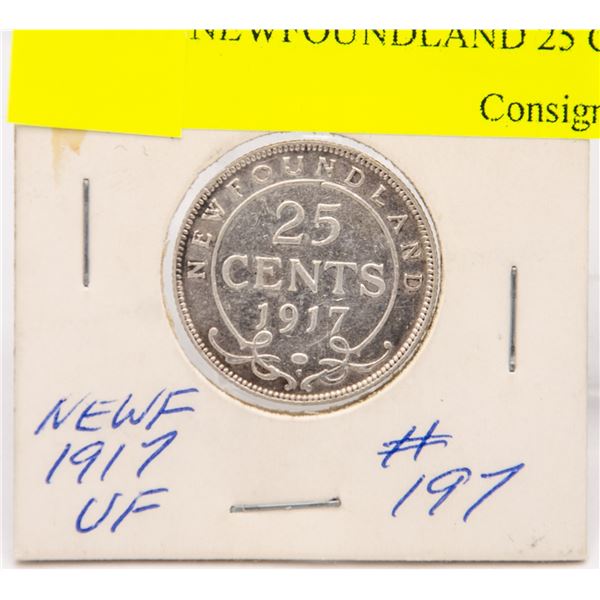 NEWFOUNDLAND 25 C
Consign
NEWFOUNDLAND
25
CENTS
1917
NEWF
1917
UF
#
197